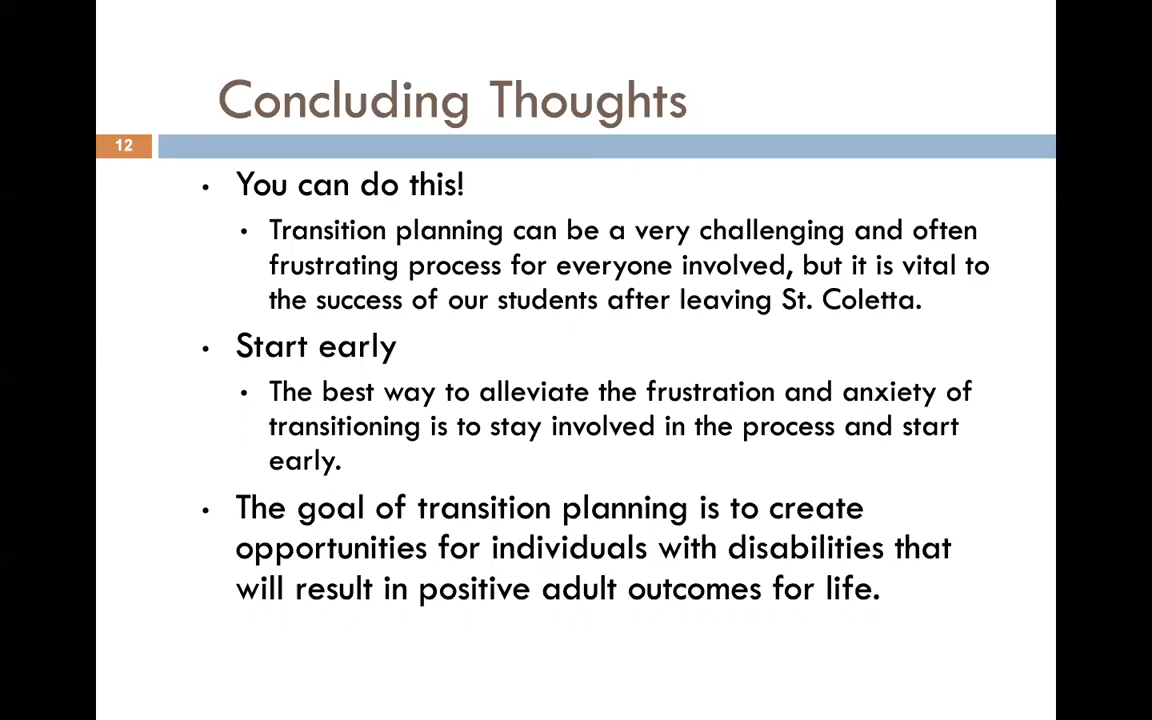 Concluding Thoughts
12
• You can do this!
• Transition planning can be a very challenging and often
frustrating process for everyone involved, but it is vital to
the success of our students after leaving St. Coletta.
• Start early
• The best way to alleviate the frustration and anxiety of
transitioning is to stay involved in the process and start
early.
• The goal of transition planning is to create
opportunities for individuals with disabilities that
will result in positive adult outcomes for life.